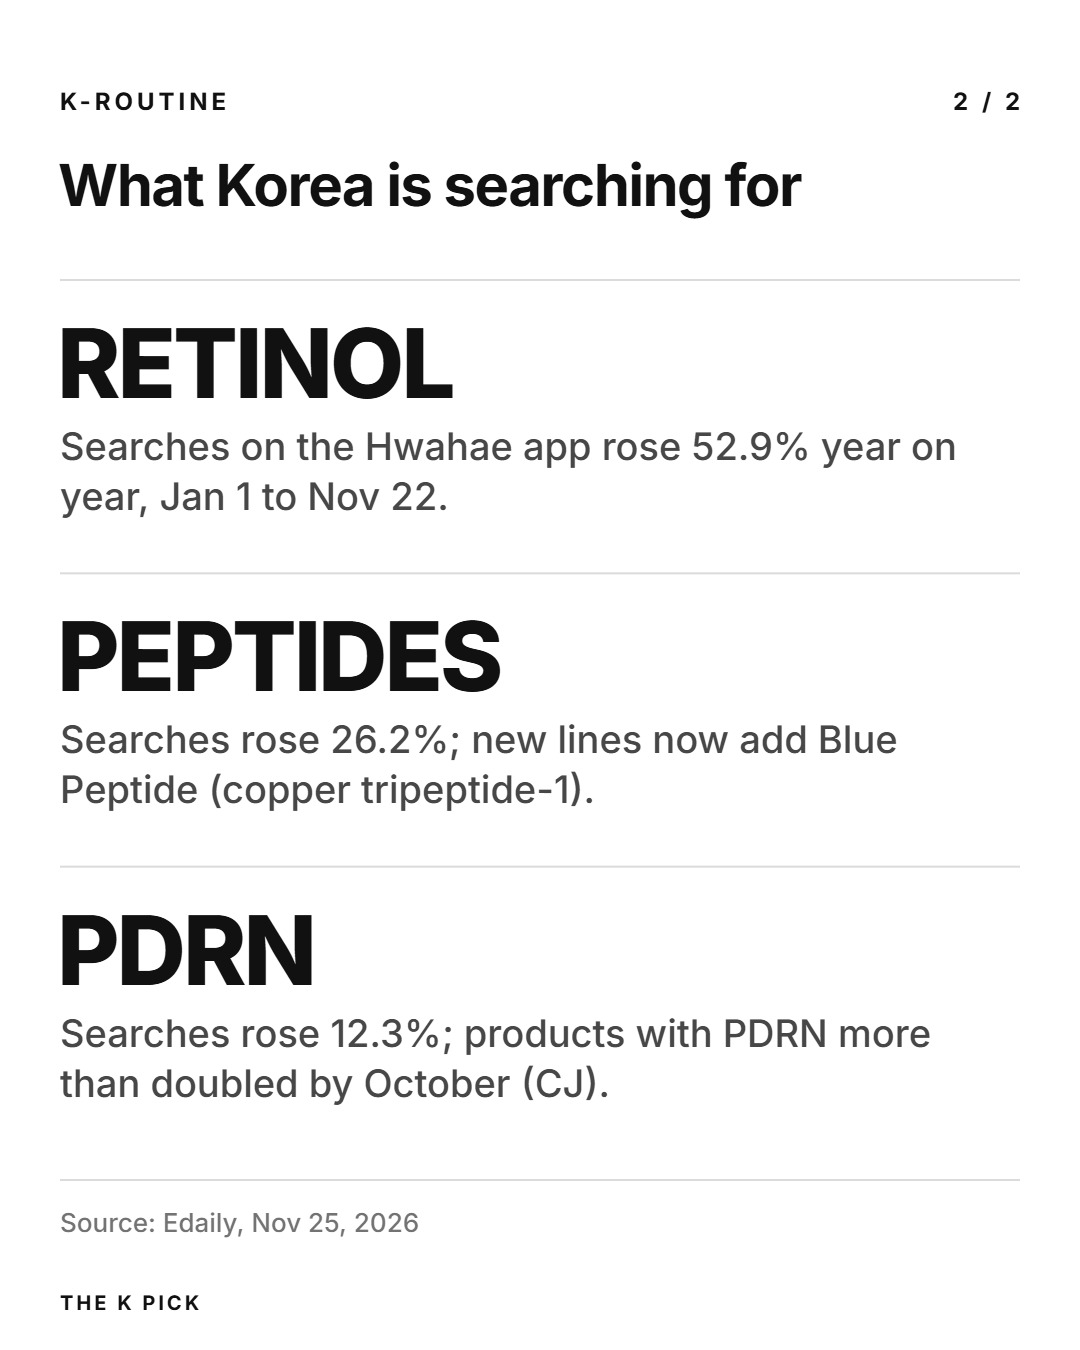 K-ROUTINE
2 / 2
What Korea is searching for
RETINOL
Searches on the Hwahae app rose 52.9% year on
year, Jan 1 to Nov 22.
PEPTIDES
Searches rose 26.2%; new lines now add Blue
Peptide (copper tripeptide-1).
PDRN
Searches rose 12.3%; products with PDRN more
than doubled by October (CJ).
Source: Edaily, Nov 25, 2026
THE K PICK